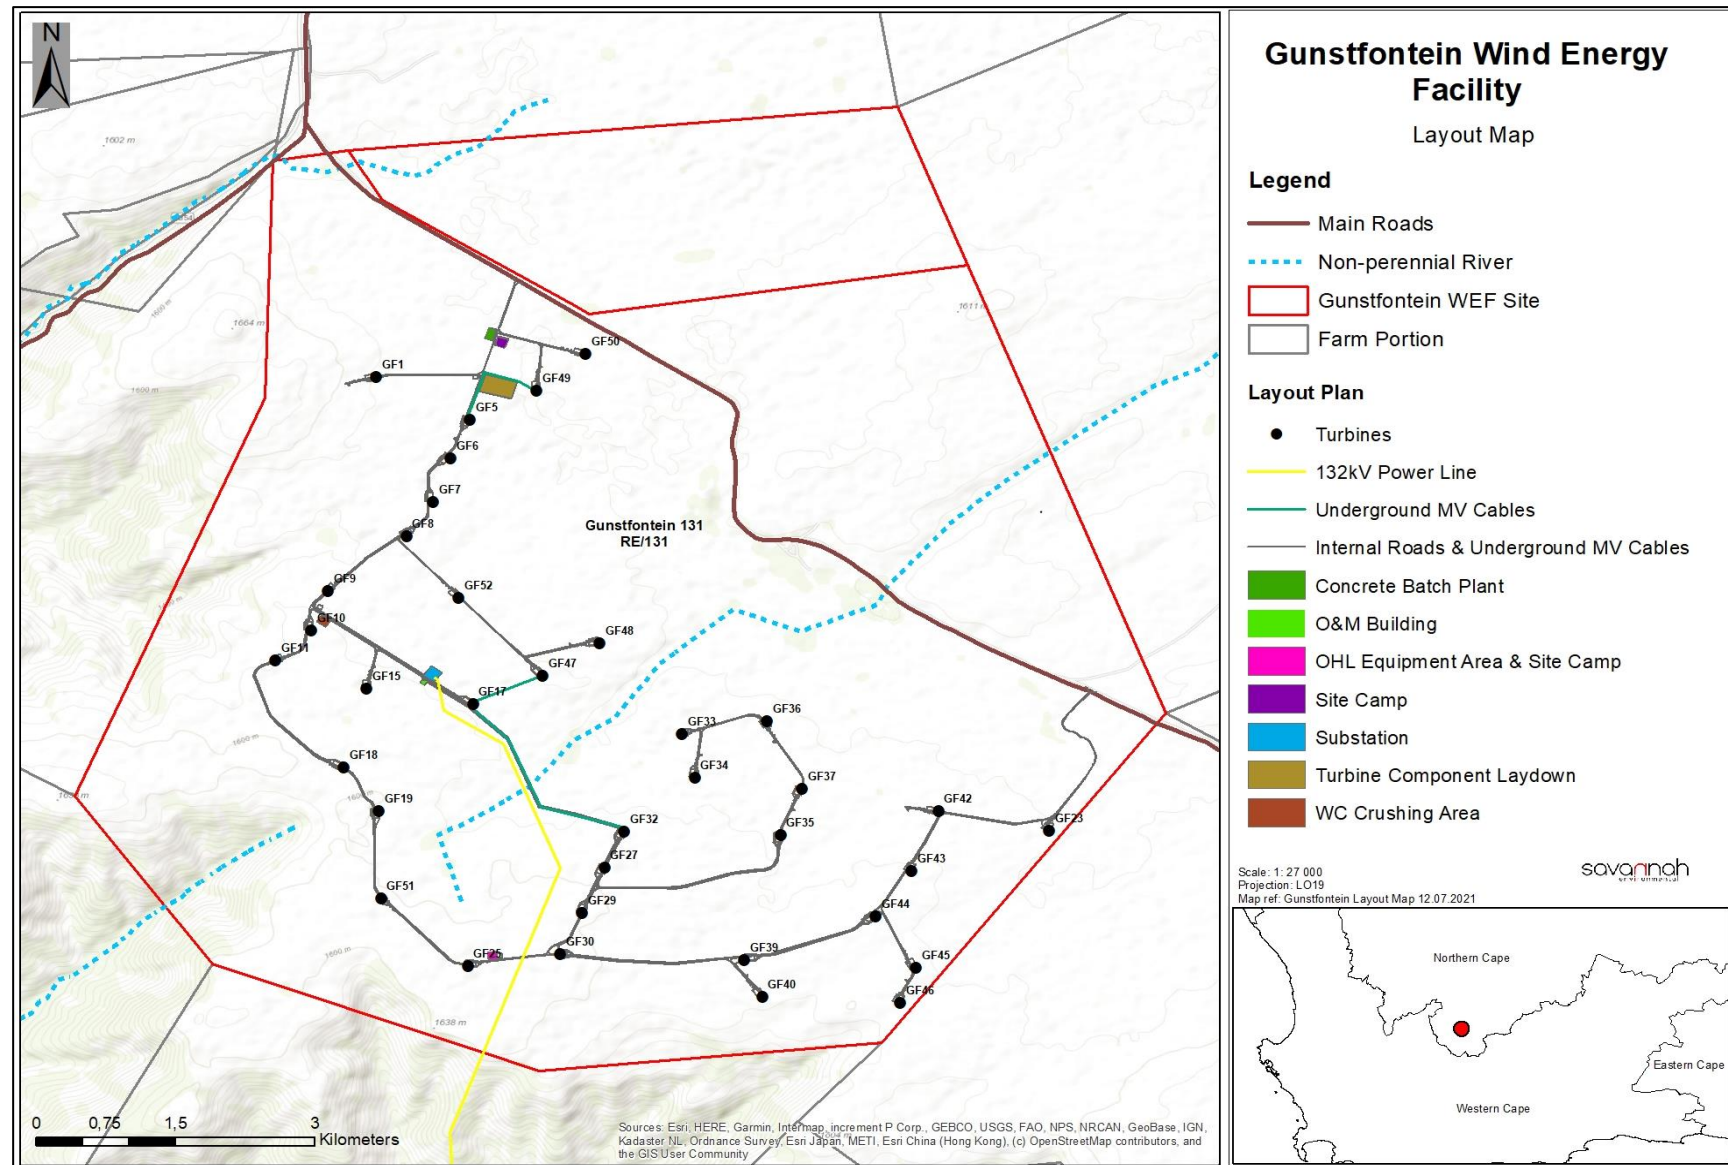 N
1602 m
1664 m
1600 m
1600 m
1611 m
GF50
GF1
GF49
GF5
GF6
GF7
GF8
Gunstfontein 131
RE/131
GF9
GF52
GF10
GF48
GF11
GF47
GF15
GF17
GF36
GF33
1600 m
GF18
GF34
GF37
GF19
GF42
GF32
GF35
GF23
GF27
GF43
GF51
GF29
GF44
GF30
GF39
GF25
GF45
1600 m
GF40
GF46
1638 m
0 0,75 1,5 3
Kilometers
Sources: Esri, HERE, Garmin, Intermap, increment P Corp., GEBCO, USGS, FAO, NPS, NRCAN, GeoBase, IGN,
Kadaster NL, Ordnance Survey, Esri Japan, METI, Esri China (Hong Kong), (c) OpenStreetMap contributors, and
the GIS User Community
Gunstfontein Wind Energy
Facility
Layout Map
Legend
Main Roads
Non-perennial River
Gunstfontein WEF Site
Farm Portion
Layout Plan
Turbines
132kV Power Line
Underground MV Cables
Internal Roads & Underground MV Cables
Concrete Batch Plant
O&M Building
OHL Equipment Area & Site Camp
Site Camp
Substation
Turbine Component Laydown
WC Crushing Area
Scale: 1: 27 000
Projection: LO19
Map ref: Gunstfontein Layout Map 12.07.2021
savannah
environmental
Northern Cape
Eastern Cape
Western Cape